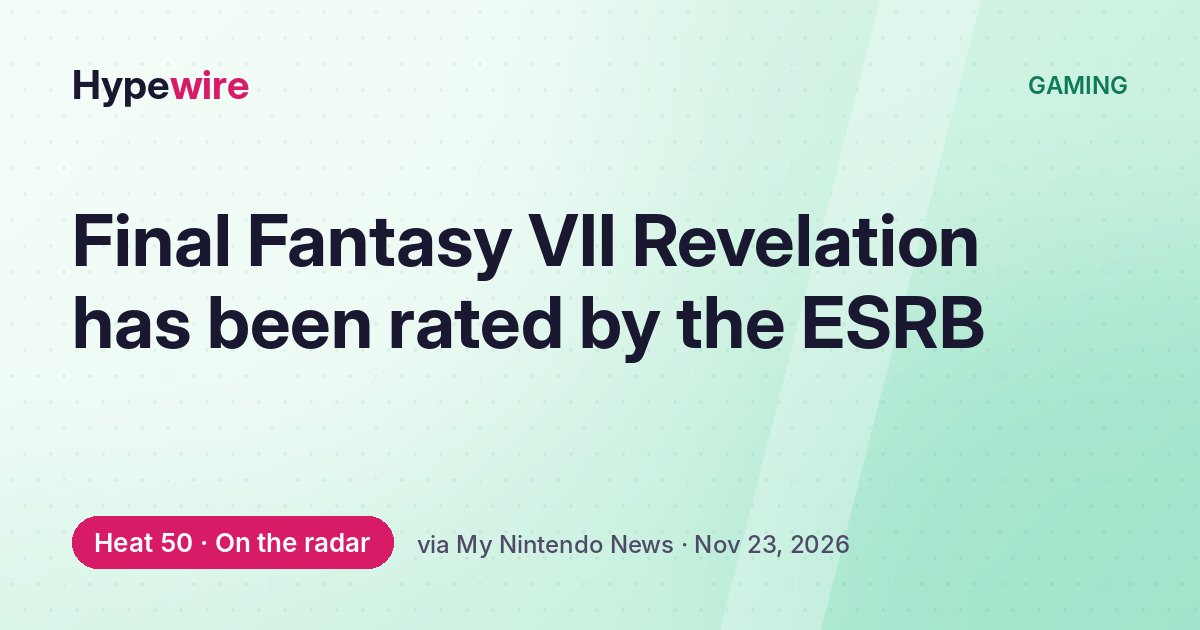 Hypewire
GAMING
Final Fantasy VII Revelation
has been rated by the ESRB
Heat 50 · On the radar
via My Nintendo News · Nov 23, 2026